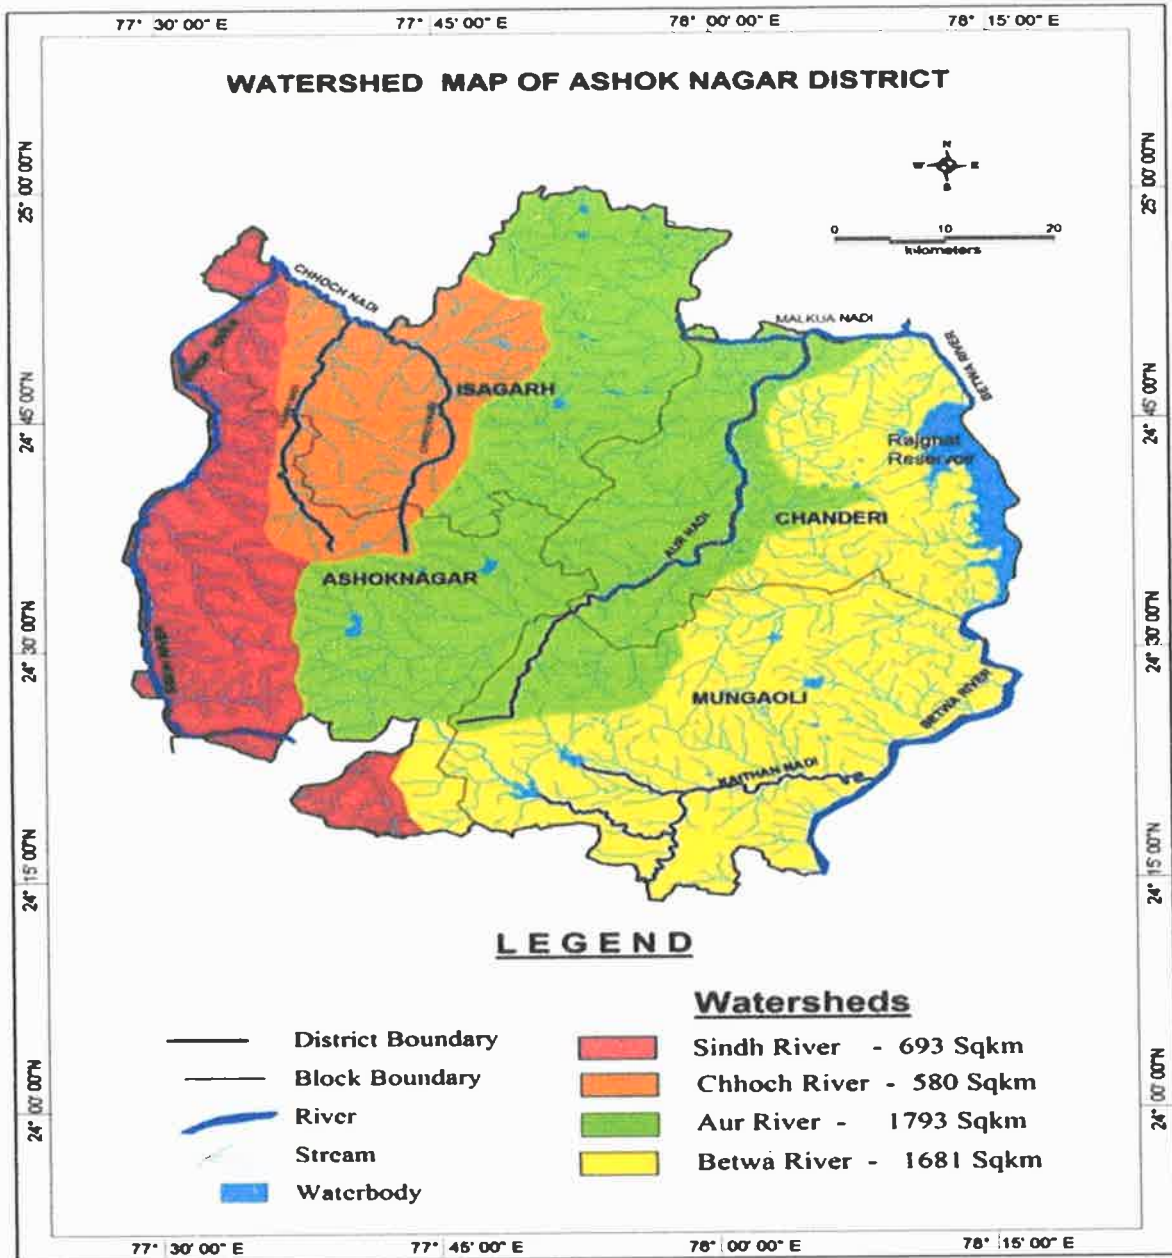 77° 30' 00" E 77° 45' 00" E 78° 00' 00" E 78° 15' 00" E
WATERSHED MAP OF ASHOK NAGAR DISTRICT
N
W E
S
0 10 20
kilometers
25° 00' 00"N
25° 00' 00"N
CHHOCH NADI
MALKUA NADI
BETWA RIVER
ISAGARH
24° 45' 00"N
24° 45' 00"N
Rajghat
Reservoir
CHANDERI
AUR NADI
ASHOKNAGAR
24° 30' 00"N
24° 30' 00"N
MUNGAOLI
BETWA RIVER
KAITHAN NADI
24° 15' 00"N
24° 15' 00"N
LEGEND
Watersheds
District Boundary
Block Boundary
River
Stream
Waterbody
Sindh River - 693 Sqkm
Chhoch River - 580 Sqkm
Aur River - 1793 Sqkm
Betwa River - 1681 Sqkm
24° 00' 00"N
24° 00' 00"N
77° 30' 00" E 77° 45' 00" E 78° 00' 00" E 78° 15' 00" E